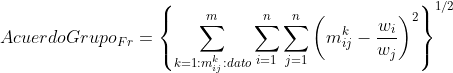 AcuerdoGrupo_{Fr} = \left\{ \sum_{k=1:m_{ij}^{k}:dato}^{m} \sum_{i=1}^{n} \sum_{j=1}^{n} \left( m_{ij}^{k} - \frac{w_i}{w_j} \right)^2 \right\}^{1/2}